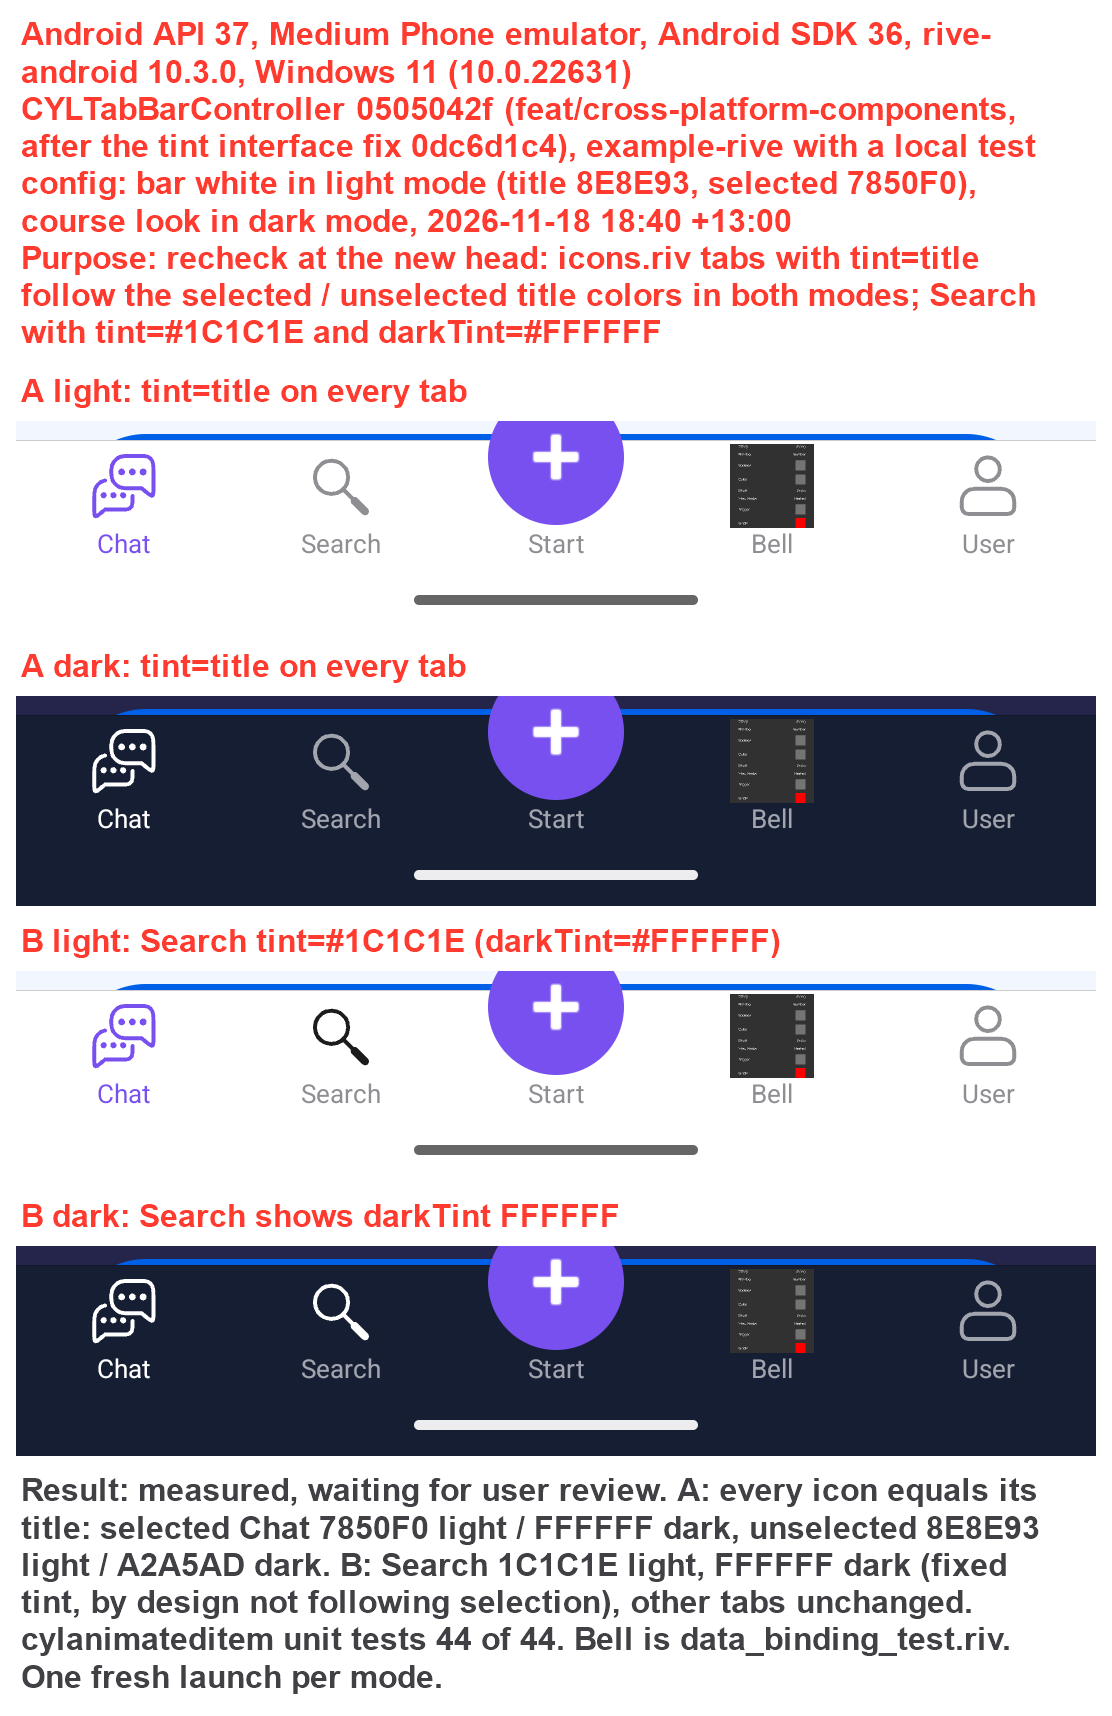 Android API 37, Medium Phone emulator, Android SDK 36, rive-
android 10.3.0, Windows 11 (10.0.22631)
CYLTabBarController 0505042f (feat/cross-platform-components,
after the tint interface fix 0dc6d1c4), example-rive with a local test
config: bar white in light mode (title 8E8E93, selected 7850F0),
course look in dark mode, 2026-11-18 18:40 +13:00
Purpose: recheck at the new head: icons.riv tabs with tint=title
follow the selected / unselected title colors in both modes; Search
with tint=#1C1C1E and darkTint=#FFFFFF
A light: tint=title on every tab
Chat Search Start Bell User
A dark: tint=title on every tab
Chat Search Start Bell User
B light: Search tint=#1C1C1E (darkTint=#FFFFFF)
Chat Search Start Bell User
B dark: Search shows darkTint FFFFFF
Chat Search Start Bell User
Result: measured, waiting for user review. A: every icon equals its
title: selected Chat 7850F0 light / FFFFFF dark, unselected 8E8E93
light / A2A5AD dark. B: Search 1C1C1E light, FFFFFF dark (fixed
tint, by design not following selection), other tabs unchanged.
cylanimateditem unit tests 44 of 44. Bell is data_binding_test.riv.
One fresh launch per mode.